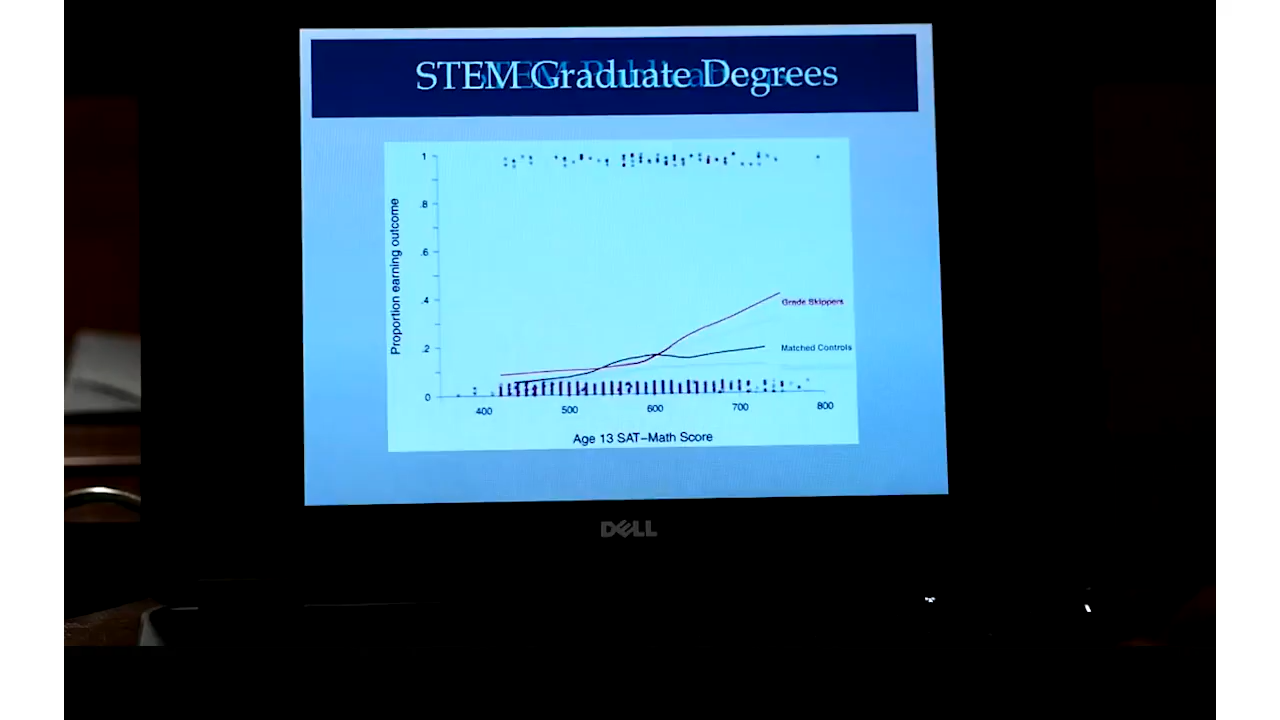 STEM Graduate Degrees
1
.8
.6
.4
.2
0
Proportion earning outcome
Grade Skippers
Matched Controls
400 500 600 700 800
Age 13 SAT–Math Score
DELL